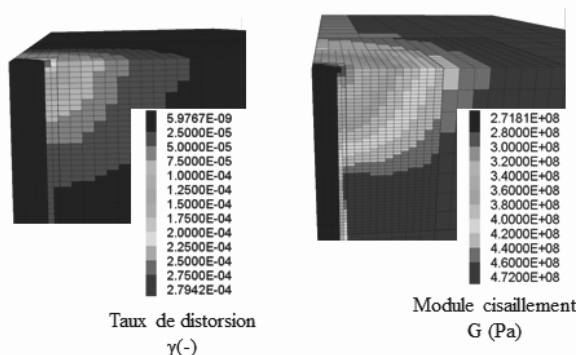 5.9767E-09
2.5000E-05
5.0000E-05
7.5000E-05
1.0000E-04
1.2500E-04
1.5000E-04
1.7500E-04
2.0000E-04
2.2500E-04
2.5000E-04
2.7500E-04
2.7942E-04
Taux de distorsion
γ(-)
2.7181E+08
2.8000E+08
3.0000E+08
3.2000E+08
3.4000E+08
3.6000E+08
3.8000E+08
4.0000E+08
4.2000E+08
4.4000E+08
4.6000E+08
4.7200E+08
Module cisaillement
G (Pa)